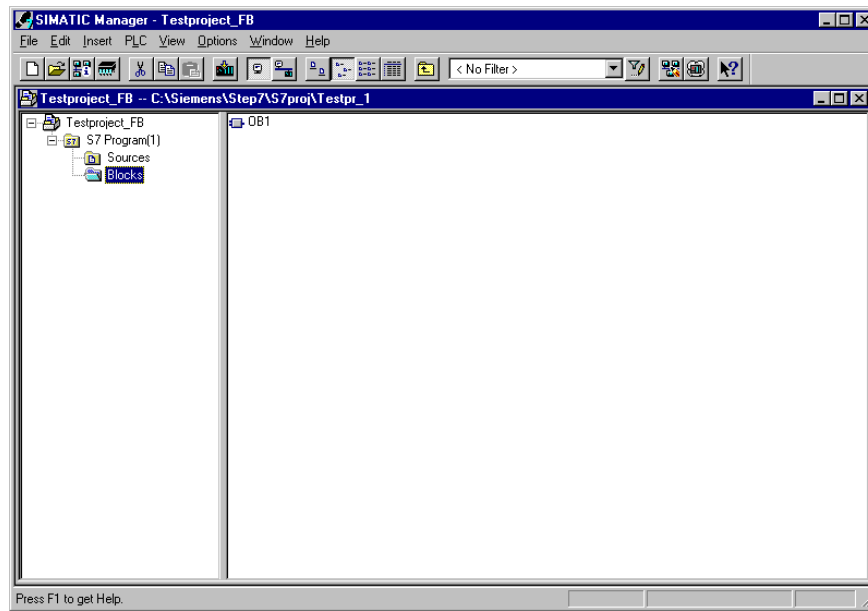 SIMATIC Manager - Testproject_FB
File Edit Insert PLC View Options Window Help
< No Filter >
Testproject_FB -- C:\Siemens\Step7\S7proj\Testpr_1
Testproject_FB
OB1
S7 Program(1)
Sources
Blocks
Press F1 to get Help.